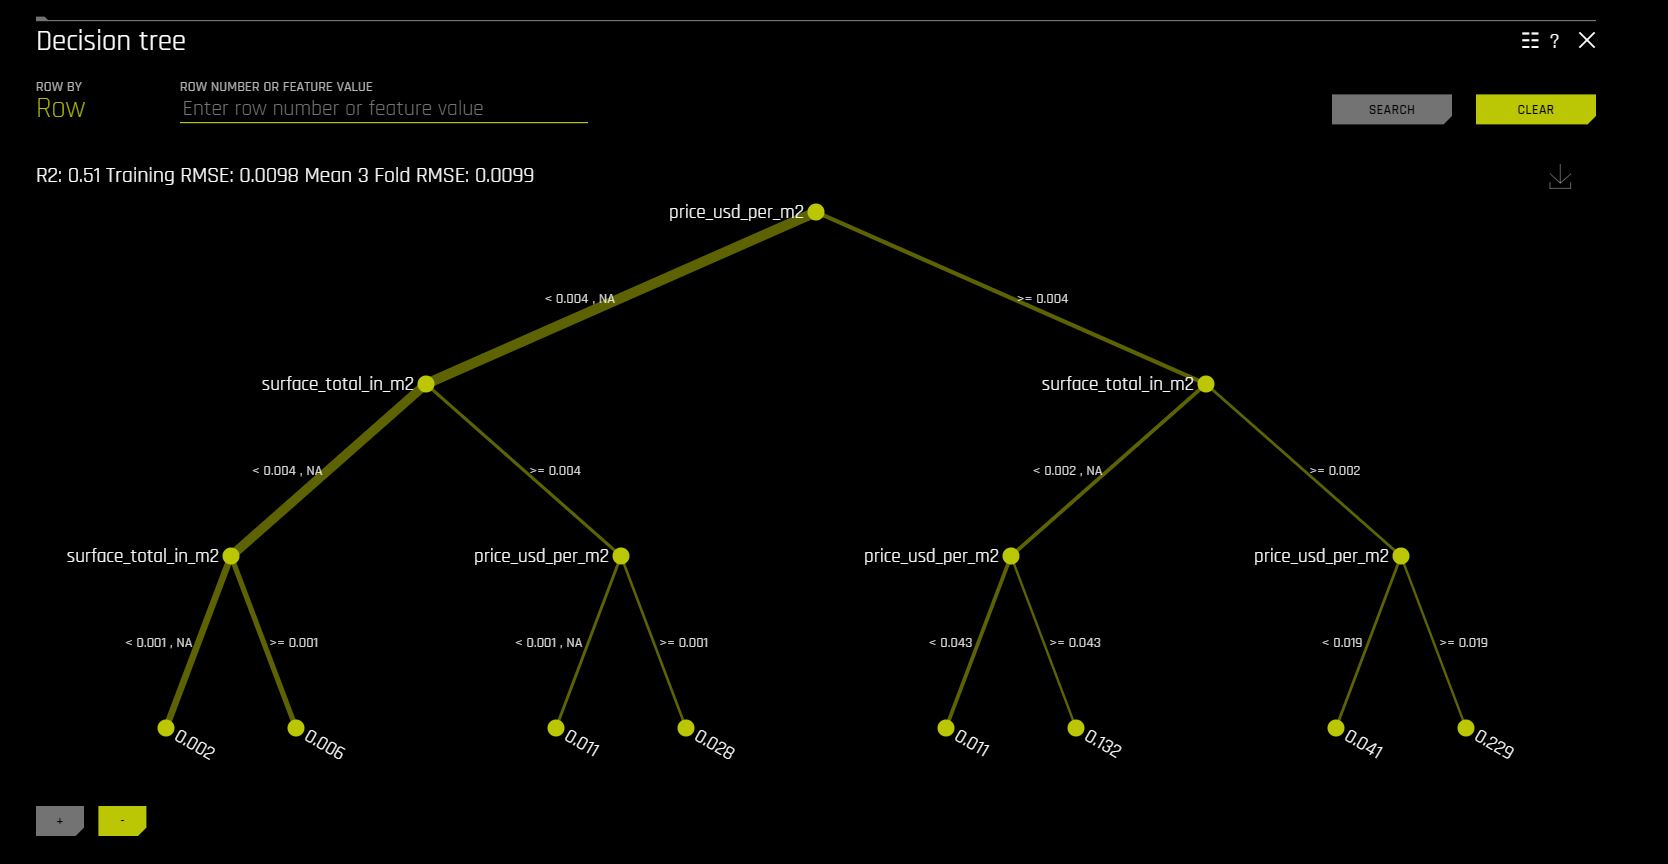 Decision tree
?
ROW BY
Row
ROW NUMBER OR FEATURE VALUE
Enter row number or feature value
SEARCH
CLEAR
R2: 0.51 Training RMSE: 0.0098 Mean 3 Fold RMSE: 0.0099
price_usd_per_m2
< 0.004 , NA
>= 0.004
surface_total_in_m2
surface_total_in_m2
< 0.004 , NA
>= 0.004
< 0.002 , NA
>= 0.002
surface_total_in_m2
price_usd_per_m2
price_usd_per_m2
price_usd_per_m2
< 0.001 , NA
>= 0.001
< 0.001 , NA
>= 0.001
< 0.043
>= 0.043
< 0.019
>= 0.019
0.002
0.006
0.011
0.028
0.011
0.132
0.041
0.229
+
-